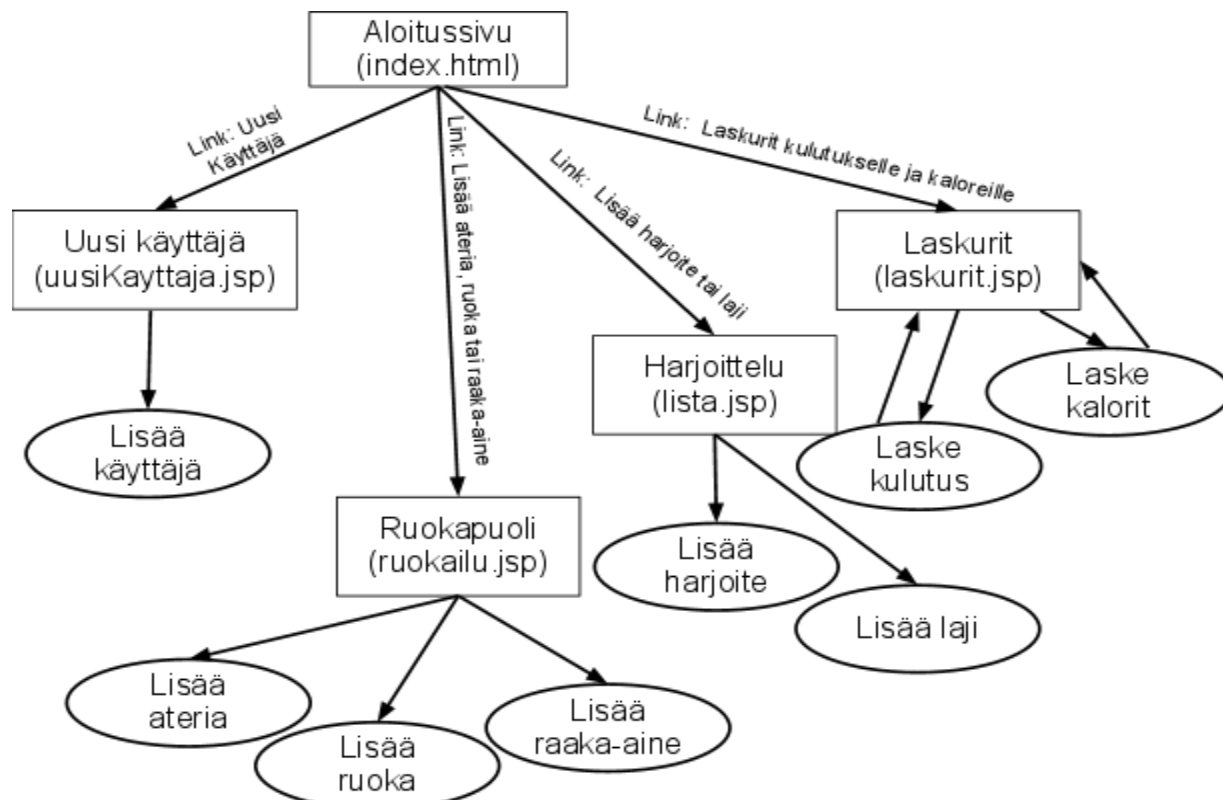 Aloitussivu
(index.html)
Link: Uusi
Käyttäjä
Link: Lisää ateria, ruoka tai raaka-aine
Link: Lisää harjoite tai laji
Link: Laskurit kulutukselle ja kaloreille
Uusi käyttäjä
(uusiKayttaja.jsp)
Laskurit
(laskurit.jsp)
Harjoittelu
(lista.jsp)
Laske
kalorit
Lisää
käyttäjä
Laske
kulutus
Ruokapuoli
(ruokailu.jsp)
Lisää
harjoite
Lisää laji
Lisää
ateria
Lisää
ruoka
Lisää
raaka-aine